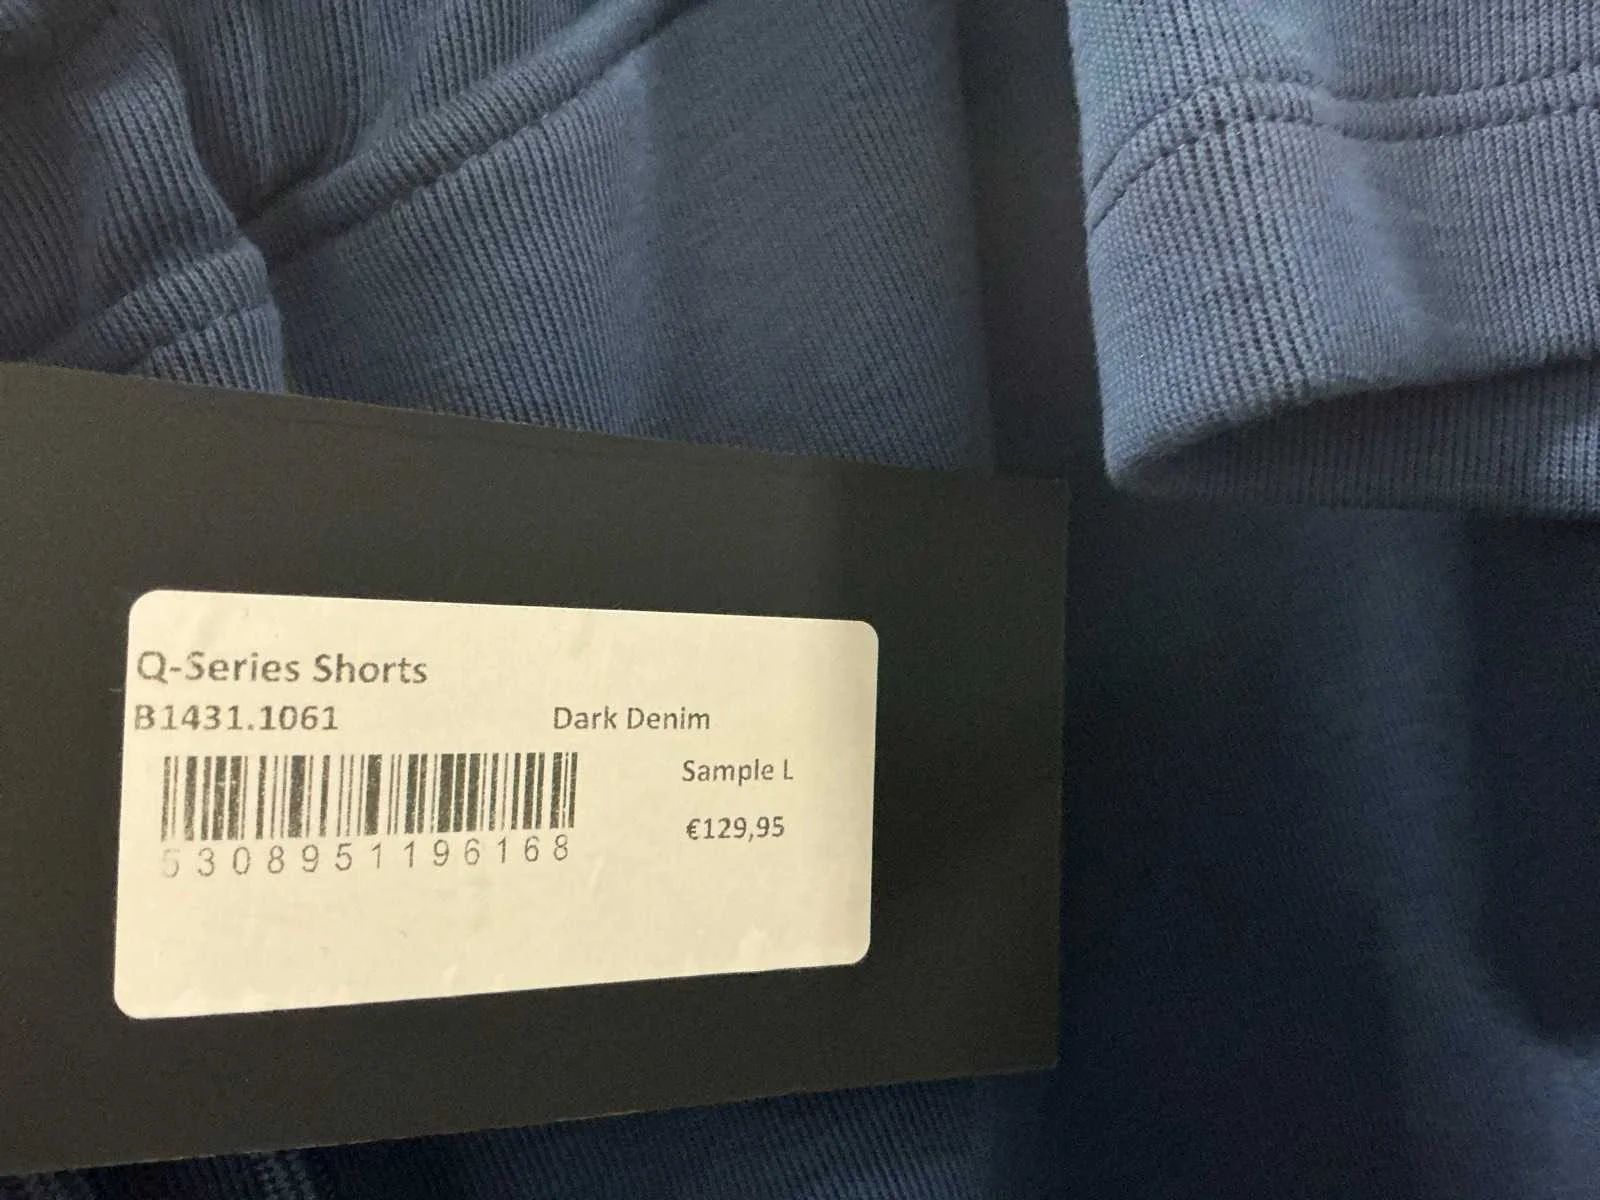 Q-Series Shorts
B1431.1061 Dark Denim
Sample L
€129,95
5308951196168